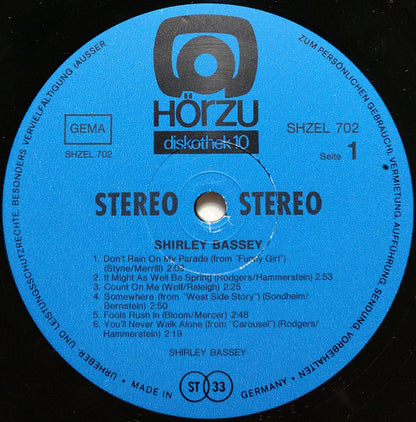 HÖRZU
diskothek 10
GEMA
SHZEL 702
SHZEL 702
Seite 1
STEREO STEREO
SHIRLEY BASSEY
1. Don't Rain On My Parade (from "Funny Girl")
(Styne/Merrill) 2:03
2. It Might As Well Be Spring (Rodgers/Hammerstein) 2:53
3. Count On Me (Wolf/Raleigh) 2:25
4. Somewhere (from "West Side Story") (Sondheim/
Bernstein) 2:50
5. Fools Rush In (Bloom/Mercer) 2:48
6. You'll Never Walk Alone (from "Carousel") (Rodgers/
Hammerstein) 2:19
SHIRLEY BASSEY
• MADE IN ST 33 GERMANY •
URHEBER- UND LEISTUNGSSCHUTZRECHTE, BESONDERS VERVIELFÄLTIGUNG (AUSSER
ZUM PERSÖNLICHEN GEBRAUCH), AUFFÜHRUNG, SENDUNG, VORBEHALTEN